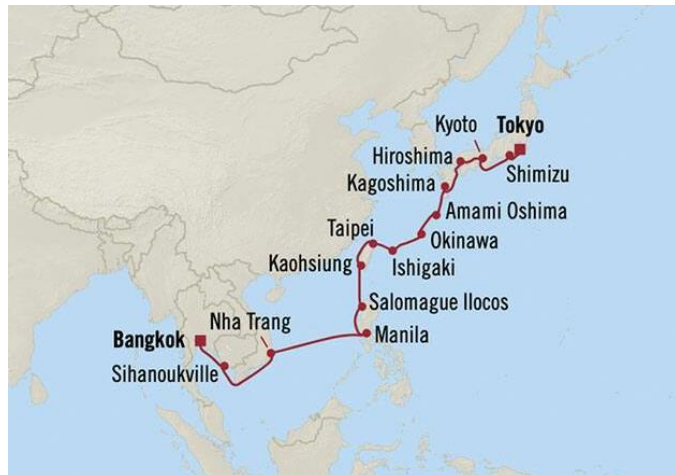 Kyoto
Tokyo
Hiroshima
Shimizu
Kagoshima
Amami Oshima
Taipei
Okinawa
Kaohsiung
Ishigaki
Salomague Ilocos
Nha Trang
Manila
Bangkok
Sihanoukville